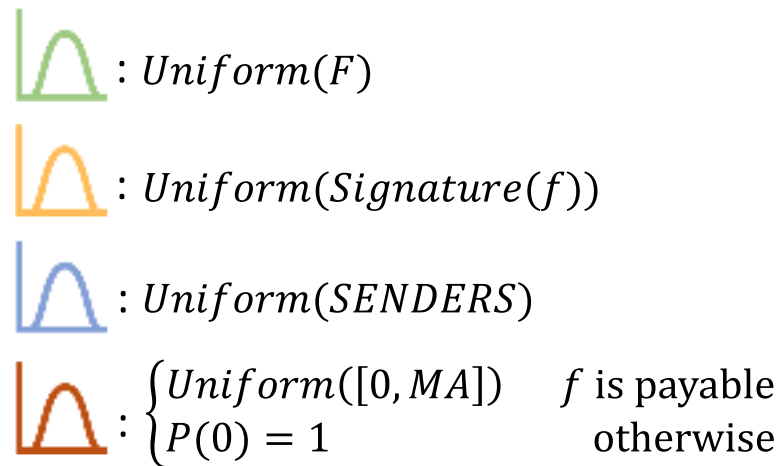 : Uniform(F)
: Uniform(Signature(f))
: Uniform(SENDERS)
: { Uniform([0, MA]) f is payable
P(0) = 1 otherwise